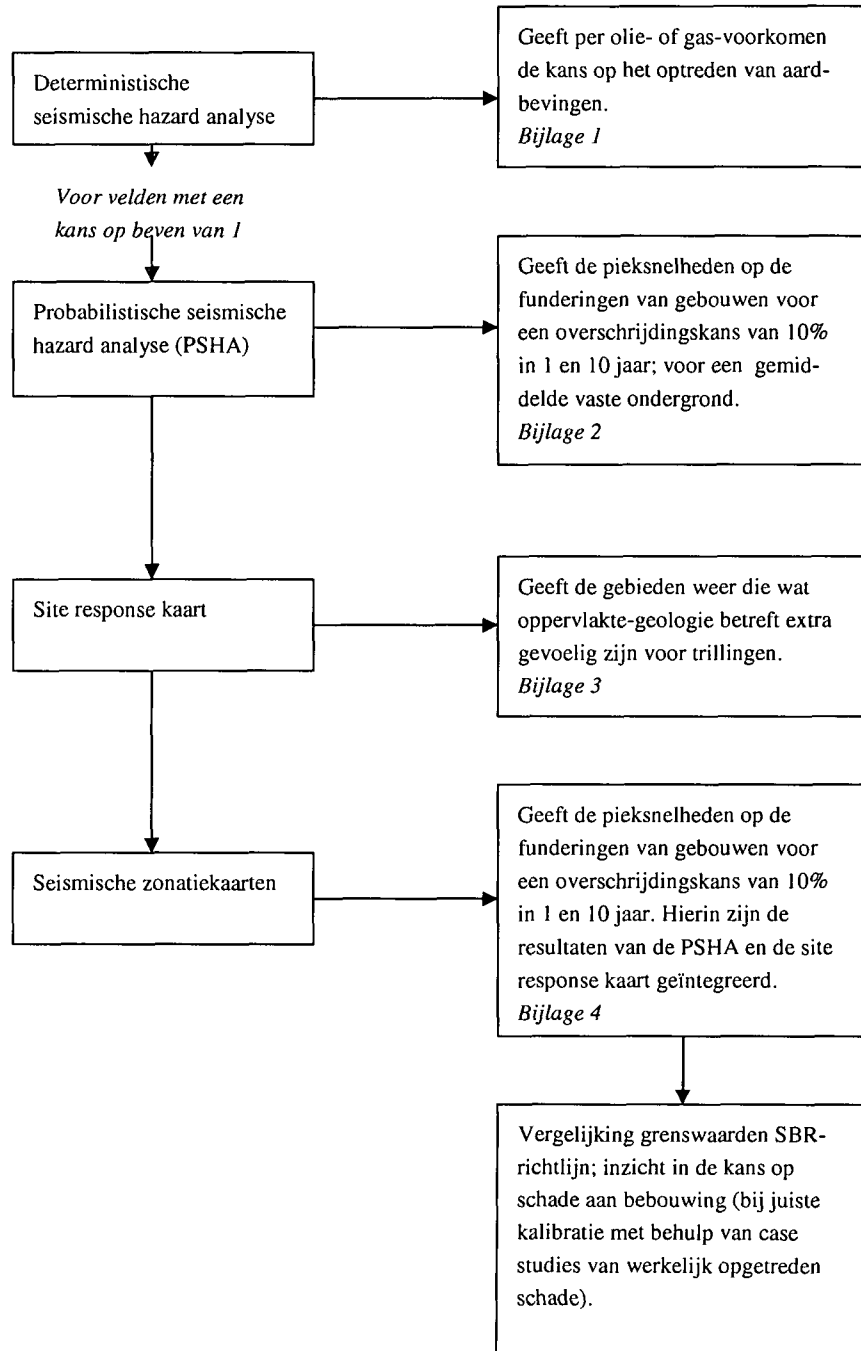 Deterministische
seismische hazard analyse
Geeft per olie- of gas-voorkomen
de kans op het optreden van aard-
bevingen.
Bijlage 1
Voor velden met een
kans op beven van 1
Probabilistische seismische
hazard analyse (PSHA)
Geeft de pieksnelheden op de
funderingen van gebouwen voor
een overschrijdingskans van 10%
in 1 en 10 jaar; voor een gemid-
delde vaste ondergrond.
Bijlage 2
Site response kaart
Geeft de gebieden weer die wat
oppervlakte-geologie betreft extra
gevoelig zijn voor trillingen.
Bijlage 3
Seismische zonatiekaarten
Geeft de pieksnelheden op de
funderingen van gebouwen voor
een overschrijdingskans van 10%
in 1 en 10 jaar. Hierin zijn de
resultaten van de PSHA en de site
response kaart geïntegreerd.
Bijlage 4
Vergelijking grenswaarden SBR-
richtlijn; inzicht in de kans op
schade aan bebouwing (bij juiste
kalibratie met behulp van case
studies van werkelijk opgetreden
schade).